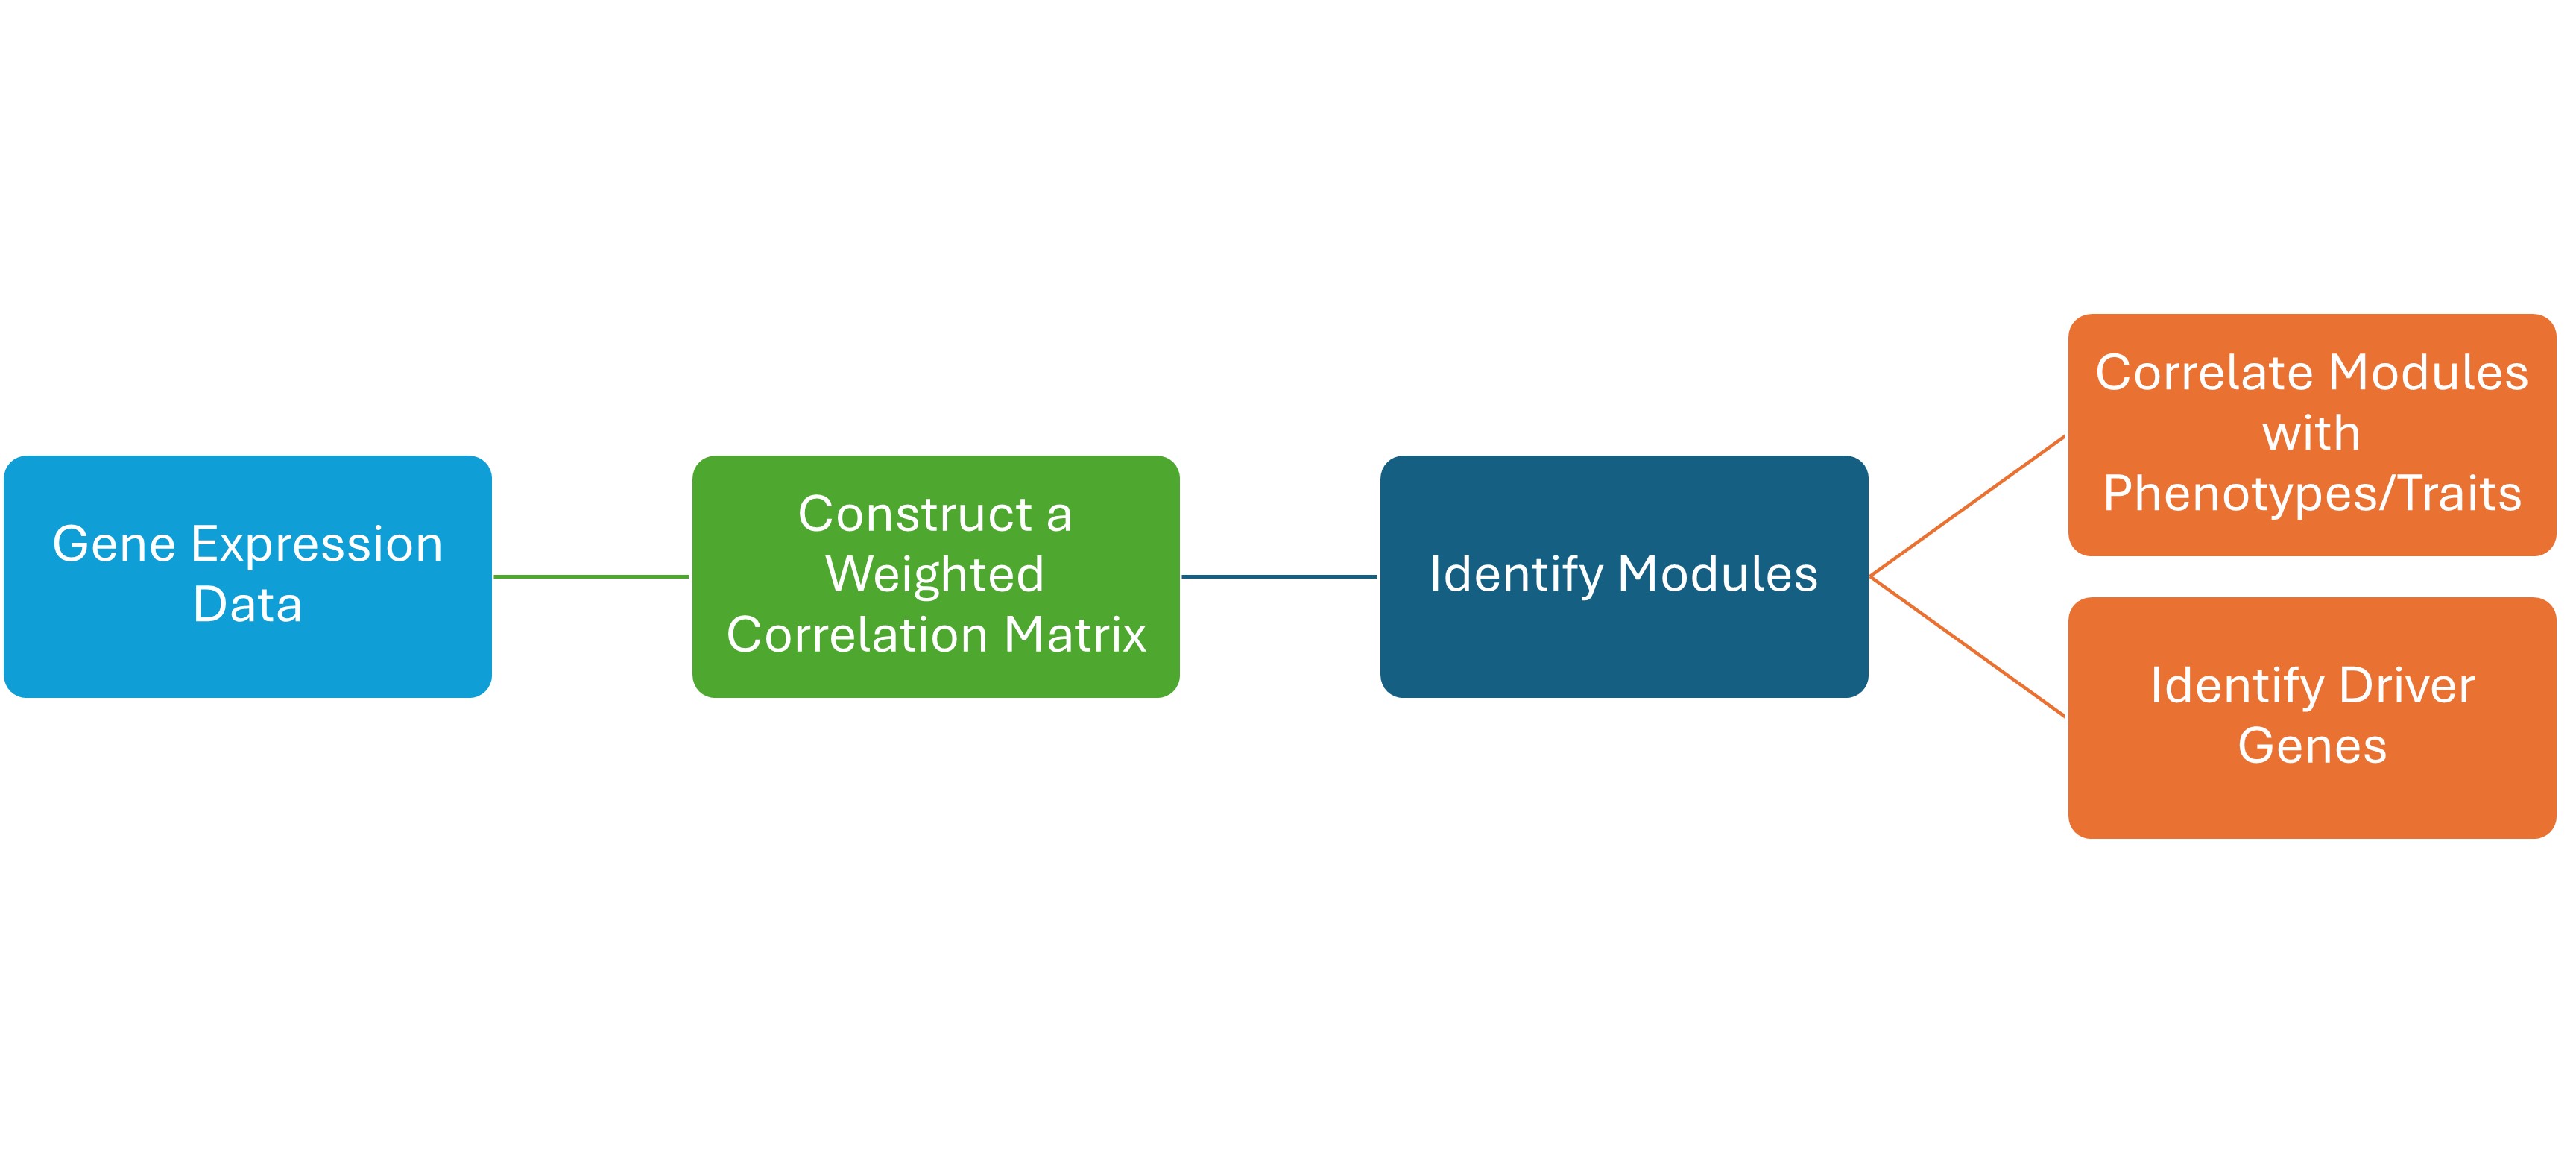 Gene Expression
Data
Construct a
Weighted
Correlation Matrix
Identify Modules
Correlate Modules
with
Phenotypes/Traits
Identify Driver
Genes